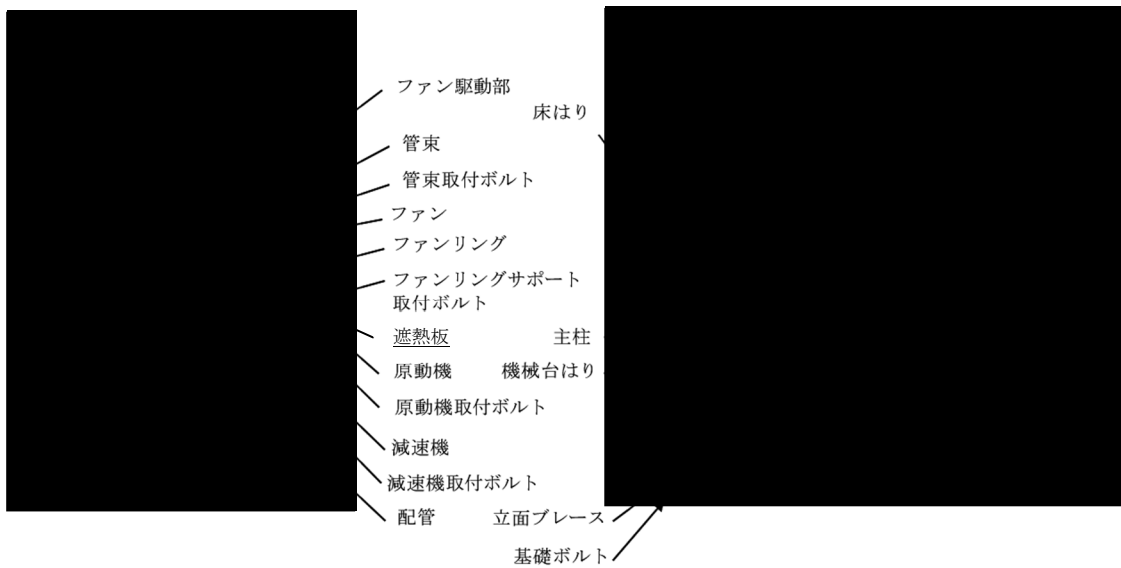 ファン駆動部
床はり
管束
管束取付ボルト
ファン
ファンリング
ファンリングサポート
取付ボルト
遮熱板
主柱
原動機
機械台はり
原動機取付ボルト
減速機
減速機取付ボルト
配管
立面ブレース
基礎ボルト